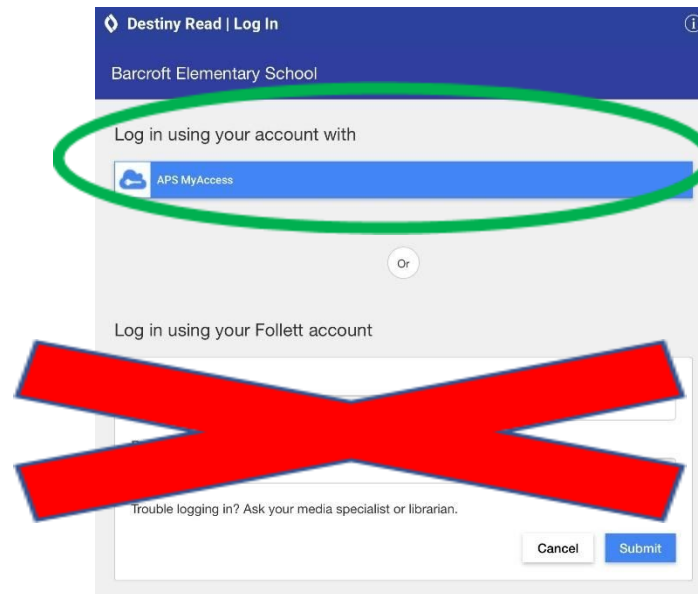 Destiny Read | Log In
Barcroft Elementary School
Log in using your account with
APS MyAccess
Or
Log in using your Follett account
Trouble logging in? Ask your media specialist or librarian.
Cancel
Submit